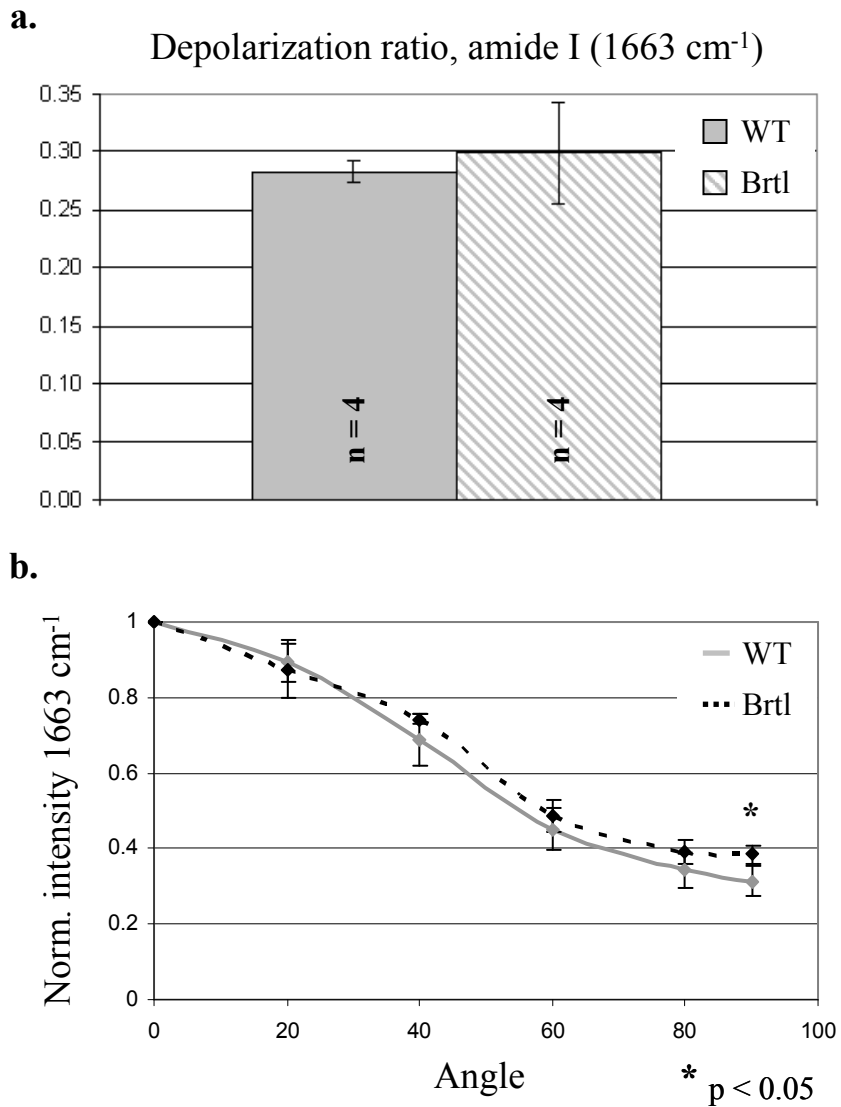 a.
Depolarization ratio, amide I (1663 cm-1)
0.35
0.30
0.25
0.20
0.15
0.10
0.05
0.00
WT
Brtl
n = 4
n = 4
b.
Norm. intensity 1663 cm-1
1
0.8
0.6
0.4
0.2
0
WT
Brtl
*
0 20 40 60 80 100
Angle
* p < 0.05